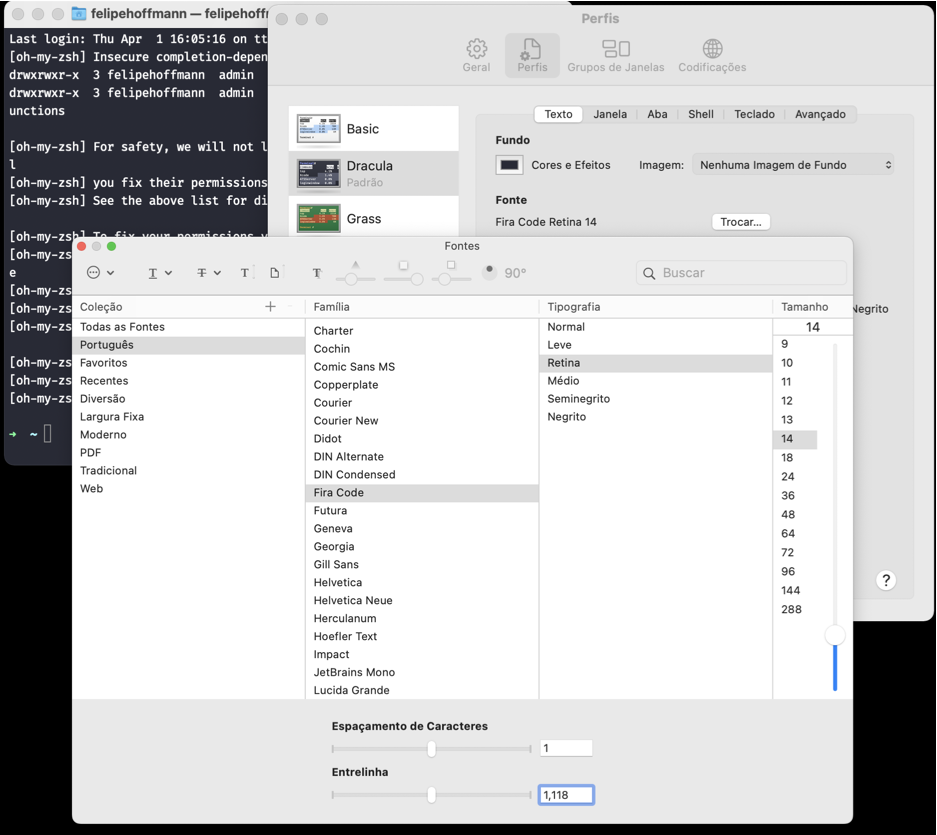 felipehoffmann — felipehoffm
Last login: Thu Apr  1 16:05:16 on tt
[oh-my-zsh] Insecure completion-depen
drwxrwxr-x  3 felipehoffmann  admin
drwxrwxr-x  3 felipehoffmann  admin
unctions
[oh-my-zsh] For safety, we will not l
l
[oh-my-zsh] you fix their permissions
[oh-my-zsh] See the above list for di
[oh-my-zsh] To fix your permissions y
[oh-my-zs
e
[oh-my-zs
[oh-my-zs
[oh-my-zs
[oh-my-zs
[oh-my-zs
[oh-my-zs
→ ~
Perfis
Geral Perfis Grupos de Janelas Codificações
Basic
Dracula
Padrão
Grass
Texto Janela Aba Shell Teclado Avançado
Fundo
Cores e Efeitos Imagem: Nenhuma Imagem de Fundo
Fonte
Fira Code Retina 14 Trocar...
Negrito
?
Fontes
T T T T 90° Buscar
Coleção + Família Tipografia Tamanho
Todas as Fontes
Português
Favoritos
Recentes
Diversão
Largura Fixa
Moderno
PDF
Tradicional
Web
Charter
Cochin
Comic Sans MS
Copperplate
Courier
Courier New
Didot
DIN Alternate
DIN Condensed
Fira Code
Futura
Geneva
Georgia
Gill Sans
Helvetica
Helvetica Neue
Herculanum
Hoefler Text
Impact
JetBrains Mono
Lucida Grande
Normal
Leve
Retina
Médio
Seminegrito
Negrito
14
9
10
11
12
13
14
18
24
36
48
64
72
96
144
288
Espaçamento de Caracteres
1
Entrelinha
1,118